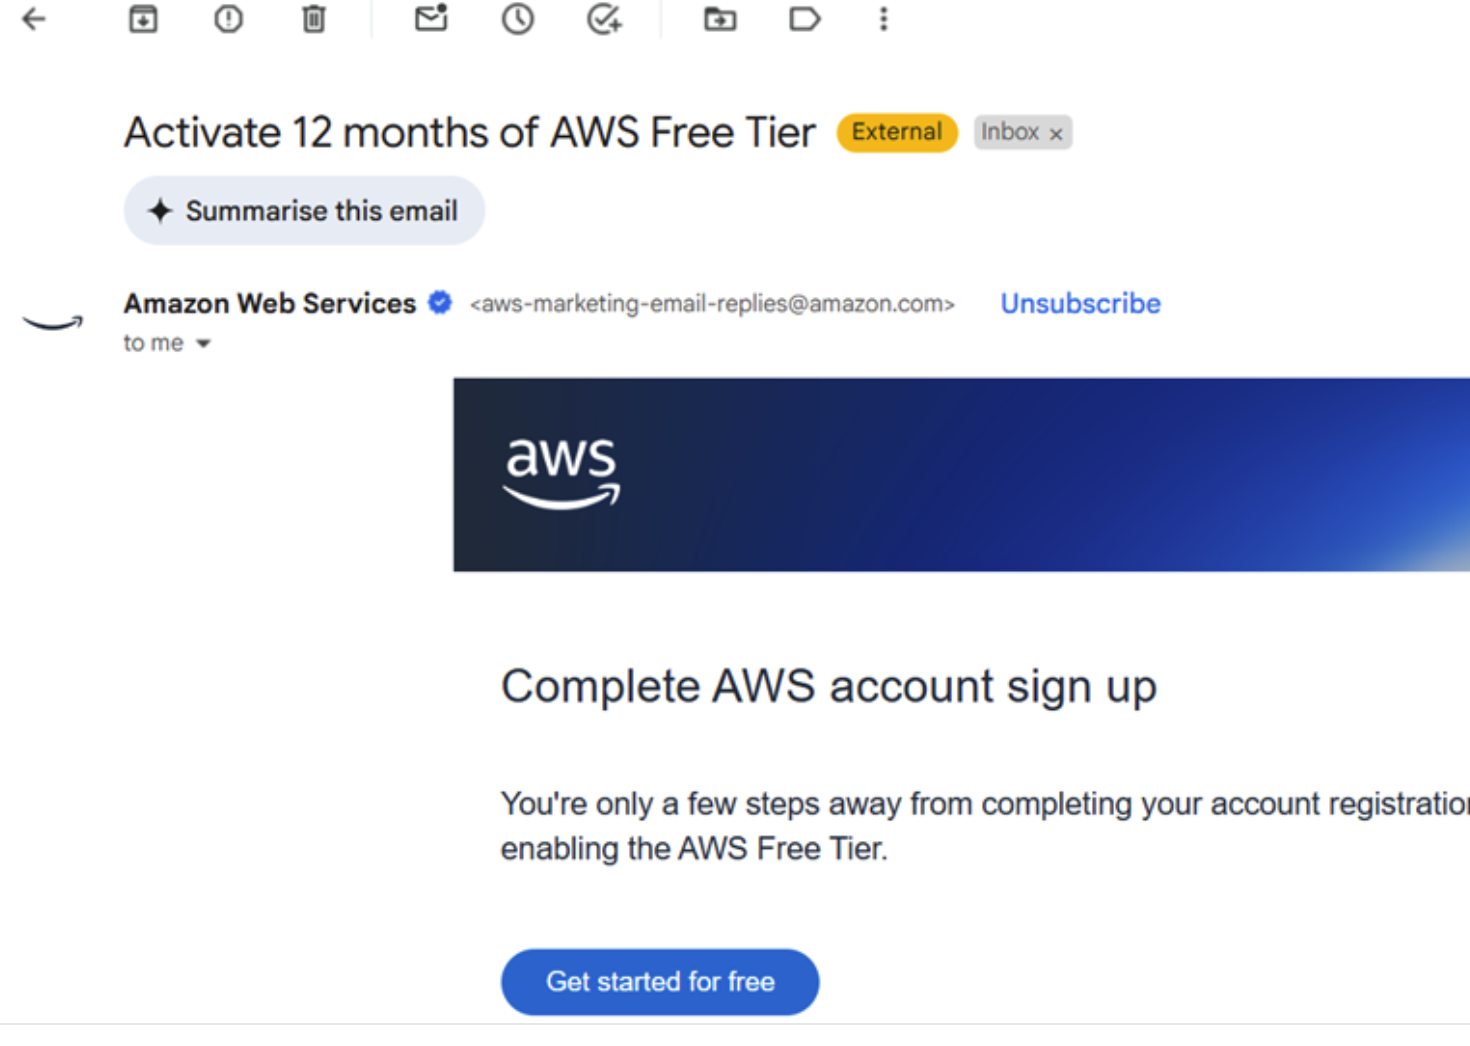 Activate 12 months of AWS Free Tier External Inbox ×
Summarise this email
Amazon Web Services <aws-marketing-email-replies@amazon.com> Unsubscribe
to me
aws
Complete AWS account sign up
You're only a few steps away from completing your account registration
enabling the AWS Free Tier.
Get started for free